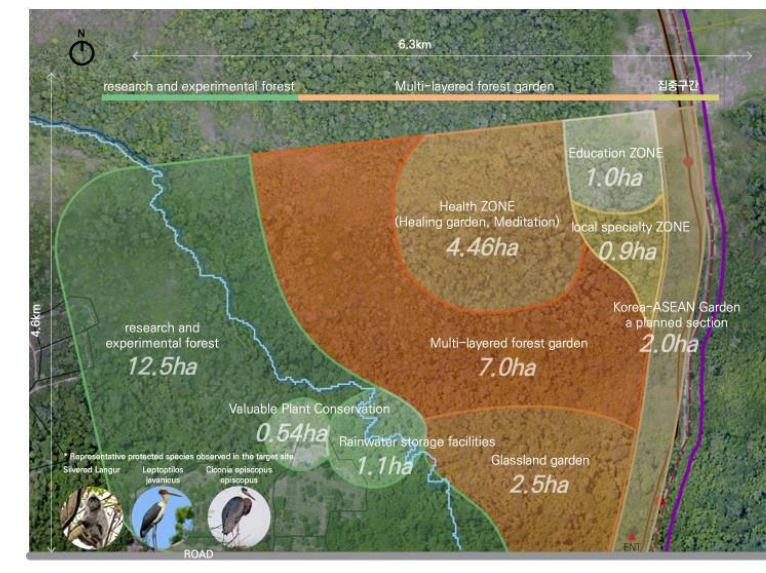 N
6.3km
research and experimental forest
Multi-layered forest garden
집중구간
Education ZONE
1.0ha
Health ZONE
(Healing garden, Meditation)
4.46ha
local specialty ZONE
0.9ha
4.6km
Korea-ASEAN Garden
a planned section
2.0ha
research and
experimental forest
12.5ha
Multi-layered forest garden
7.0ha
Valuable Plant Conservation
0.54ha
Rainwater storage facilities
1.1ha
Glassland garden
2.5ha
* Representative protected species observed in the target site.
Silvered Langur
Leptoptilos
javanicus
Ciconia episcopus
episcopus
ENT
ROAD